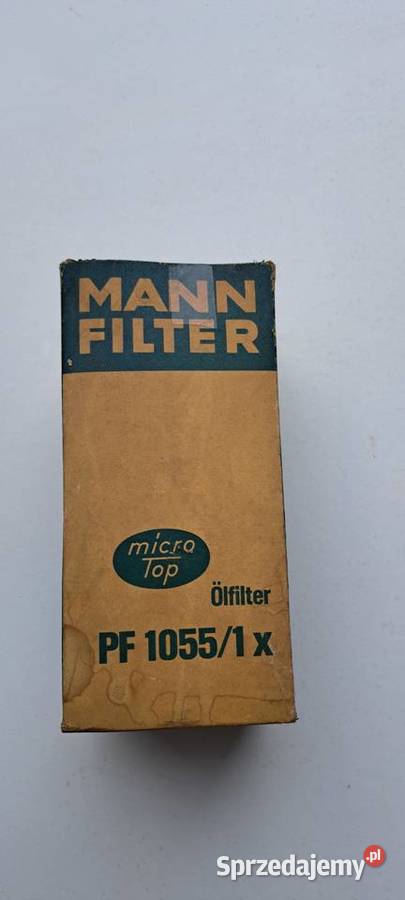 MANN
FILTER
micro
Top
Ölfilter
PF 1055/1 x
Sprzedajemy.pl